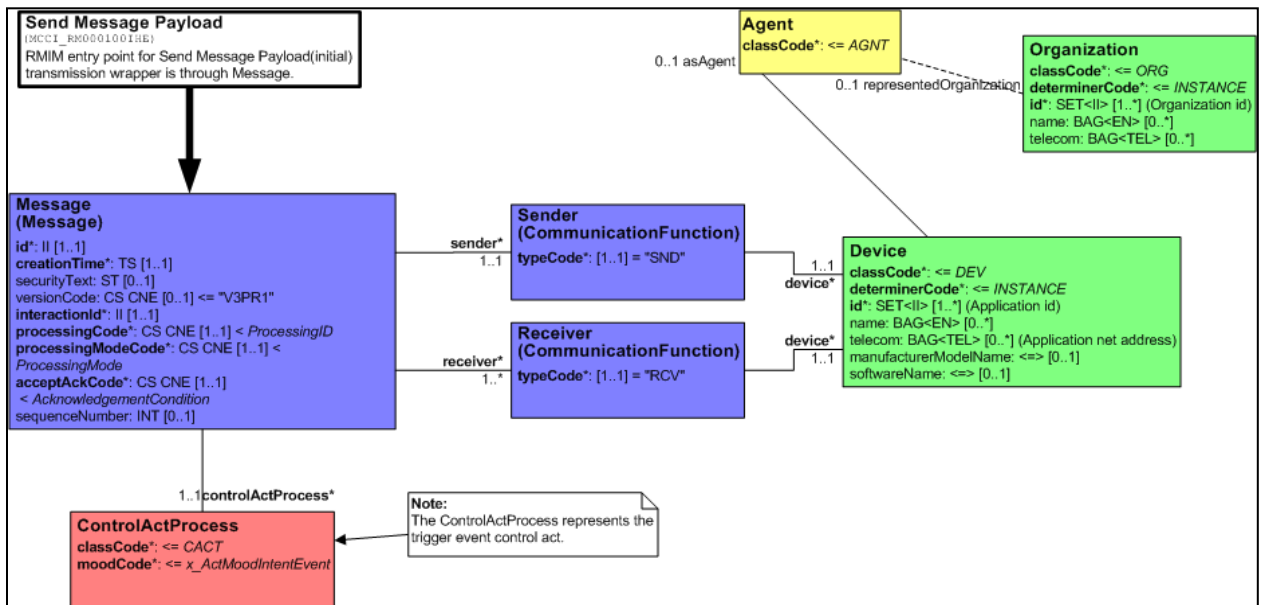 Send Message Payload
(MCCI_RM000100IHE)
RMIM entry point for Send Message Payload(initial)
transmission wrapper is through Message.
Agent
classCode*: <= AGNT
0..1 asAgent
0..1 representedOrganization
Organization
classCode*: <= ORG
determinerCode*: <= INSTANCE
id*: SET<II> [1..*] (Organization id)
name: BAG<EN> [0..*]
telecom: BAG<TEL> [0..*]
Message
(Message)
id*: II [1..1]
creationTime*: TS [1..1]
securityText: ST [0..1]
versionCode: CS CNE [0..1] <= "V3PR1"
interactionId*: II [1..1]
processingCode*: CS CNE [1..1] < ProcessingID
processingModeCode*: CS CNE [1..1] <
ProcessingMode
acceptAckCode*: CS CNE [1..1]
< AcknowledgementCondition
sequenceNumber: INT [0..1]
sender*
1..1
Sender
(CommunicationFunction)
typeCode*: [1..1] = "SND"
1..1
device*
receiver*
1..*
Receiver
(CommunicationFunction)
typeCode*: [1..1] = "RCV"
device*
1..1
Device
classCode*: <= DEV
determinerCode*: <= INSTANCE
id*: SET<II> [1..*] (Application id)
name: BAG<EN> [0..*]
telecom: BAG<TEL> [0..*] (Application net address)
manufacturerModelName: <=> [0..1]
softwareName: <=> [0..1]
1..1controlActProcess*
ControlActProcess
classCode*: <= CACT
moodCode*: <= x_ActMoodIntentEvent
Note:
The ControlActProcess represents the
trigger event control act.